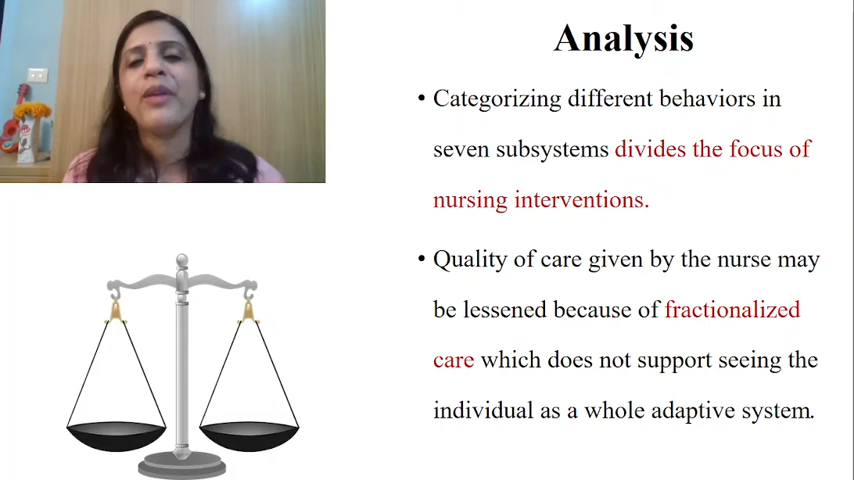 Analysis
• Categorizing different behaviors in
seven subsystems divides the focus of
nursing interventions.
• Quality of care given by the nurse may
be lessened because of fractionalized
care which does not support seeing the
individual as a whole adaptive system.